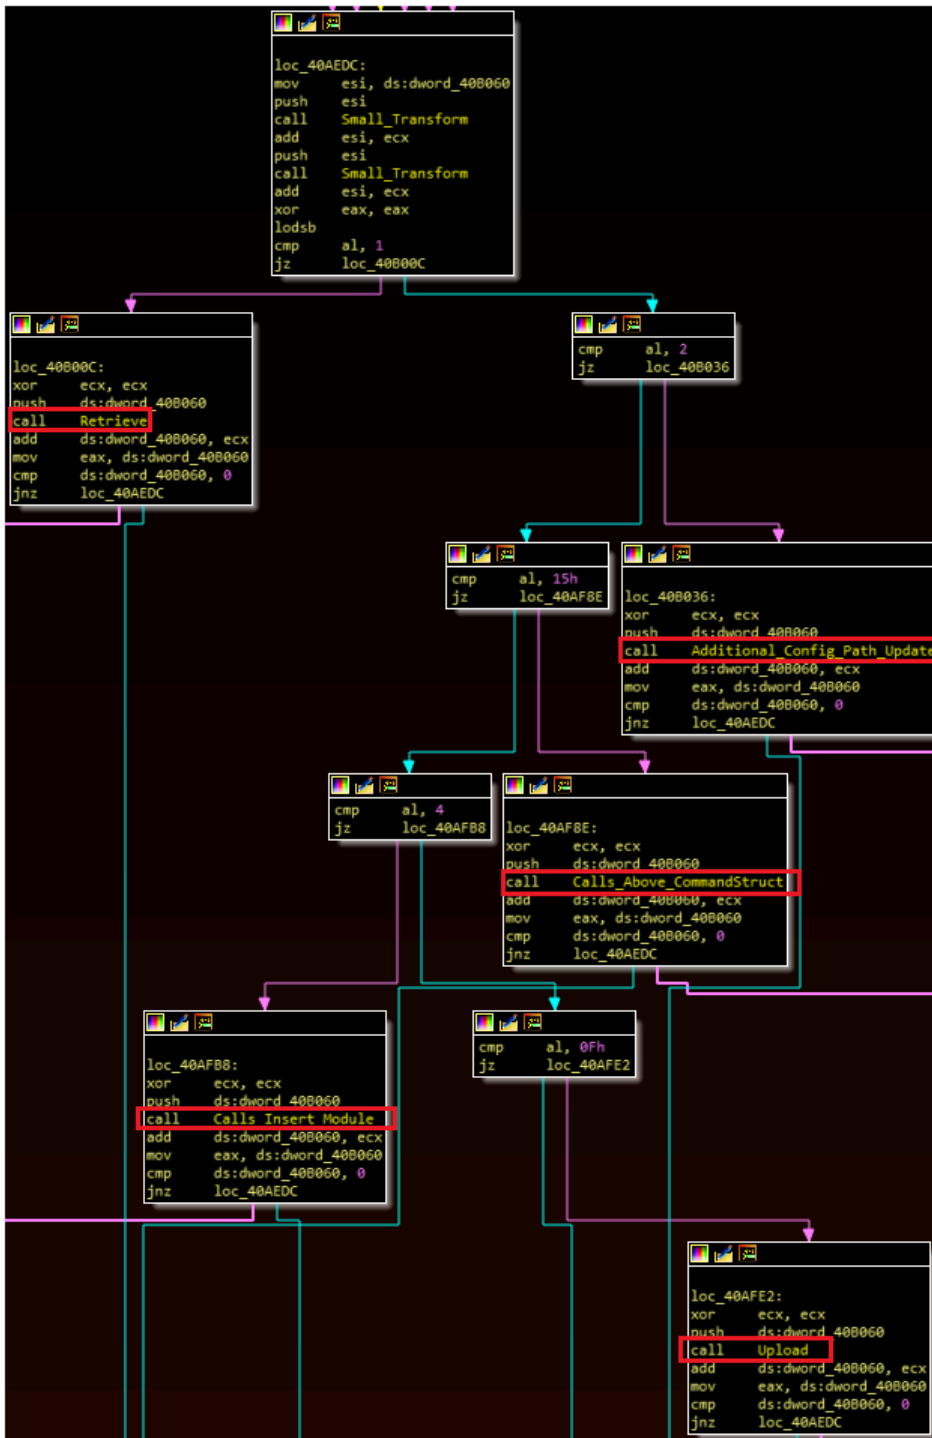 loc_40AEDC:
mov esi, ds:dword_40B060
push esi
call Small_Transform
add esi, ecx
push esi
call Small_Transform
add esi, ecx
xor eax, eax
lodsb
cmp al, 1
jz loc_40B00C
loc_40B00C:
xor ecx, ecx
push ds:dword_40B060
call Retrieve
add ds:dword_40B060, ecx
mov eax, ds:dword_40B060
cmp ds:dword_40B060, 0
jnz loc_40AEDC
cmp al, 2
jz loc_40B036
cmp al, 15h
jz loc_40AF8E
loc_40B036:
xor ecx, ecx
push ds:dword_40B060
call Additional_Config_Path_Update
add ds:dword_40B060, ecx
mov eax, ds:dword_40B060
cmp ds:dword_40B060, 0
jnz loc_40AEDC
cmp al, 4
jz loc_40AFB8
loc_40AF8E:
xor ecx, ecx
push ds:dword_40B060
call Calls_Above_CommandStruct
add ds:dword_40B060, ecx
mov eax, ds:dword_40B060
cmp ds:dword_40B060, 0
jnz loc_40AEDC
loc_40AFB8:
xor ecx, ecx
push ds:dword_40B060
call Calls_Insert_Module
add ds:dword_40B060, ecx
mov eax, ds:dword_40B060
cmp ds:dword_40B060, 0
jnz loc_40AEDC
cmp al, 0Fh
jz loc_40AFE2
loc_40AFE2:
xor ecx, ecx
push ds:dword_40B060
call Upload
add ds:dword_40B060, ecx
mov eax, ds:dword_40B060
cmp ds:dword_40B060, 0
jnz loc_40AEDC